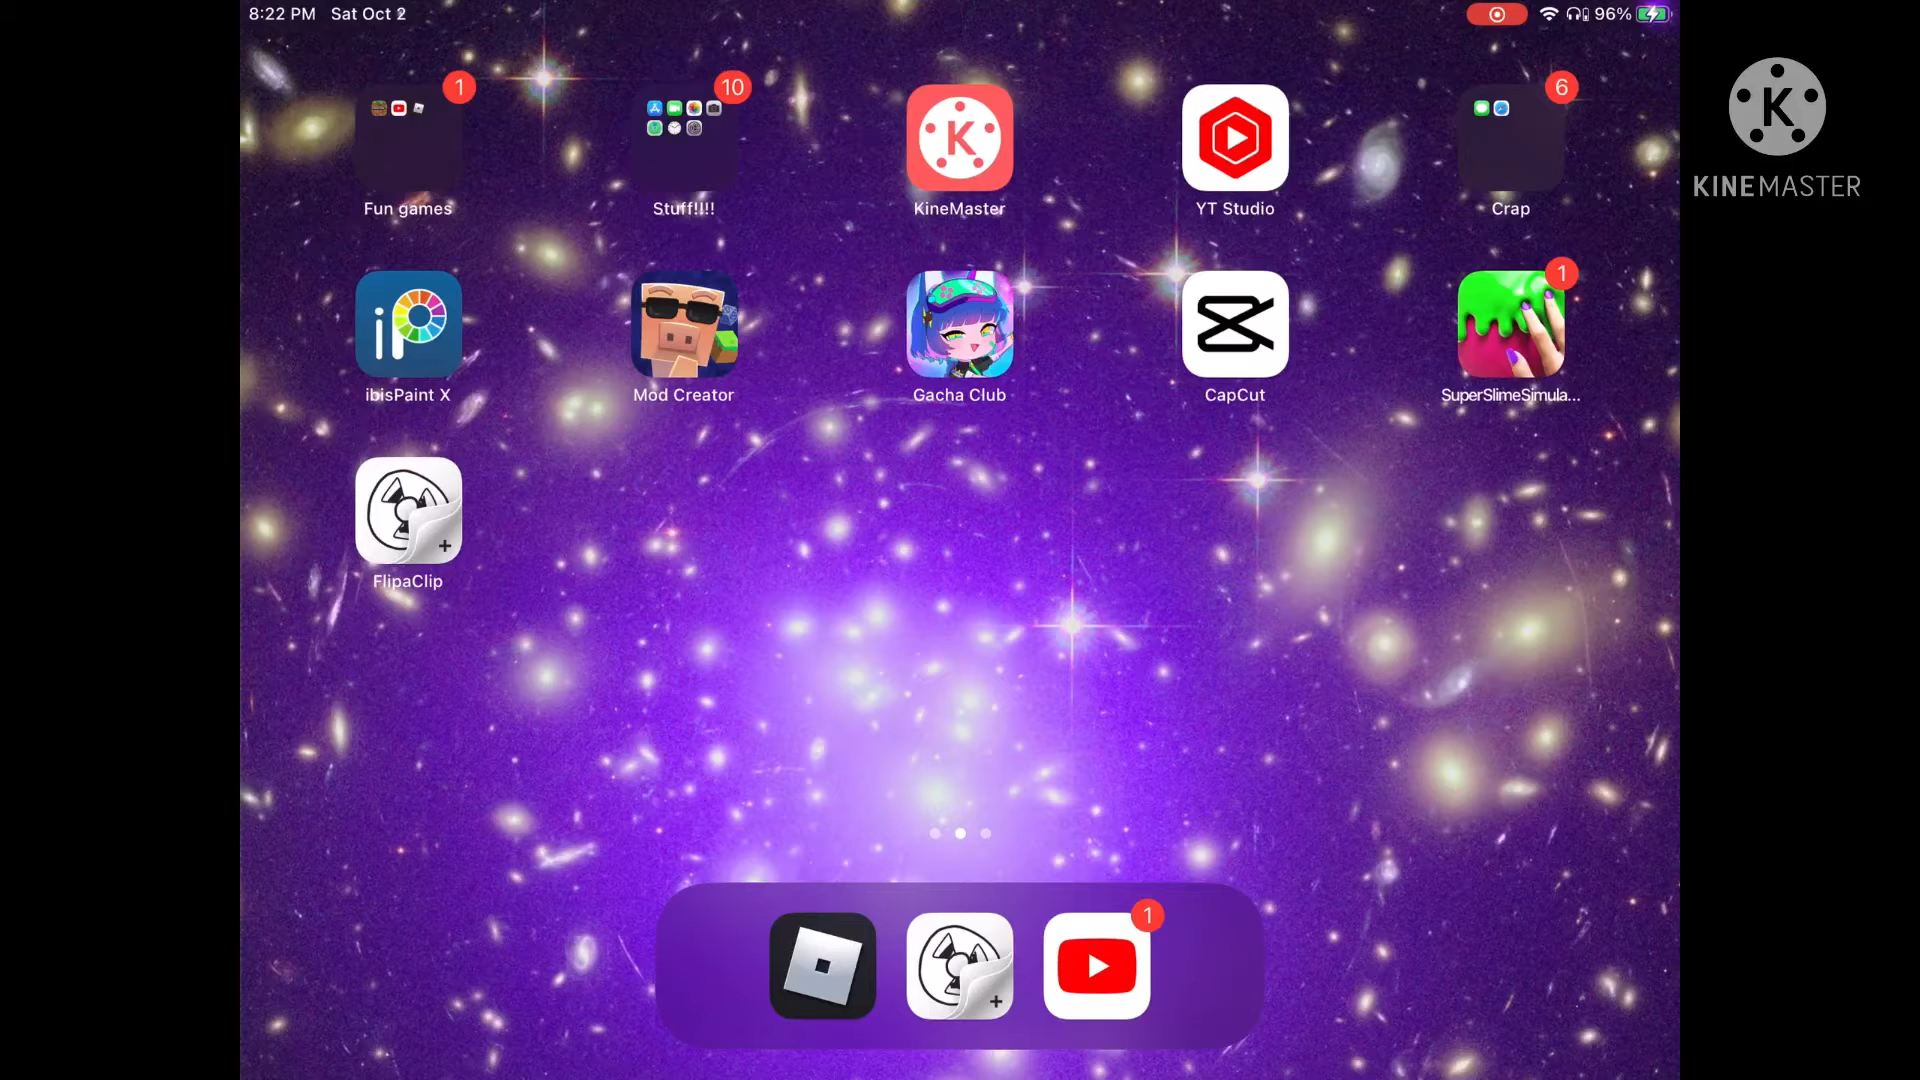 8:22 PM Sat Oct 2 96%
1 10 6
K K
KINEMASTER
Fun games Stuff!!!! KineMaster YT Studio Crap
1
iP
ibisPaint X Mod Creator Gacha Club CapCut SuperSlimeSimula...
FlipaClip
1